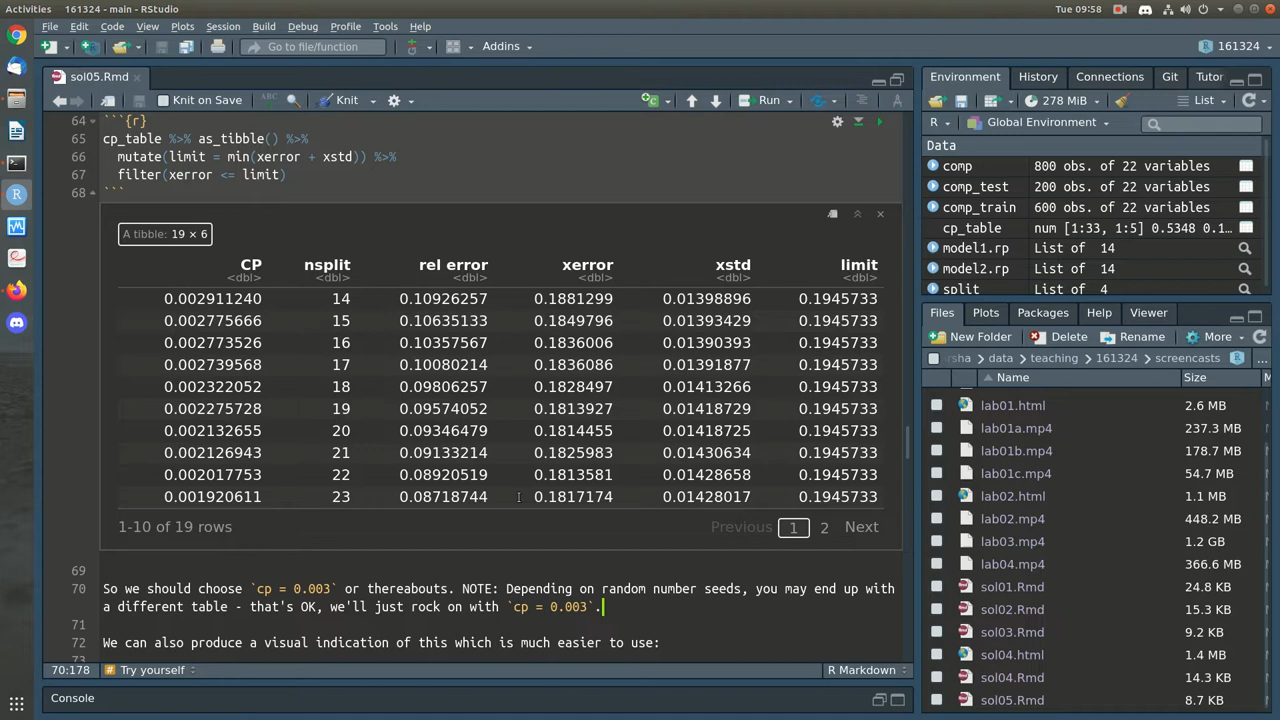 Activities
161324 - main - RStudio
Tue 09:58
File Edit Code View Plots Session Build Debug Profile Tools Help
Go to file/function
Addins
161324
sol05.Rmd
Knit on Save
ABC
Knit
Run
64 ```{r}
65 cp_table %>% as_tibble() %>%
66 mutate(limit = min(xerror + xstd)) %>%
67 filter(xerror <= limit)
68 ```
A tibble: 19 × 6
CP nsplit rel error xerror xstd limit
<dbl> <dbl> <dbl> <dbl> <dbl> <dbl>
0.002911240 14 0.10926257 0.1881299 0.01398896 0.1945733
0.002775666 15 0.10635133 0.1849796 0.01393429 0.1945733
0.002773526 16 0.10357567 0.1836006 0.01390393 0.1945733
0.002739568 17 0.10080214 0.1836086 0.01391877 0.1945733
0.002322052 18 0.09806257 0.1828497 0.01413266 0.1945733
0.002275728 19 0.09574052 0.1813927 0.01418729 0.1945733
0.002132655 20 0.09346479 0.1814455 0.01418725 0.1945733
0.002126943 21 0.09133214 0.1825983 0.01430634 0.1945733
0.002017753 22 0.08920519 0.1813581 0.01428658 0.1945733
0.001920611 23 0.08718744 0.1817174 0.01428017 0.1945733
1-10 of 19 rows
Previous 1 2 Next
69
70 So we should choose `cp = 0.003` or thereabouts. NOTE: Depending on random number seeds, you may end up with
a different table - that's OK, we'll just rock on with `cp = 0.003`.
71
72 We can also produce a visual indication of this which is much easier to use:
73
70:178
# Try yourself
R Markdown
Console
Environment History Connections Git Tutor
278 MiB
List
R
Global Environment
Data
comp 800 obs. of 22 variables
comp_test 200 obs. of 22 variables
comp_train 600 obs. of 22 variables
cp_table num [1:33, 1:5] 0.5348 0.1…
model1.rp List of 14
model2.rp List of 14
split List of 4
Files Plots Packages Help Viewer
New Folder Delete Rename More
rsha data teaching 161324 screencasts ...
Name Size
lab01.html 2.6 MB
lab01a.mp4 237.3 MB
lab01b.mp4 178.7 MB
lab01c.mp4 54.7 MB
lab02.html 1.1 MB
lab02.mp4 448.2 MB
lab03.mp4 1.2 GB
lab04.mp4 366.6 MB
sol01.Rmd 24.8 KB
sol02.Rmd 15.3 KB
sol03.Rmd 9.2 KB
sol04.html 1.4 MB
sol04.Rmd 14.3 KB
sol05.Rmd 8.7 KB